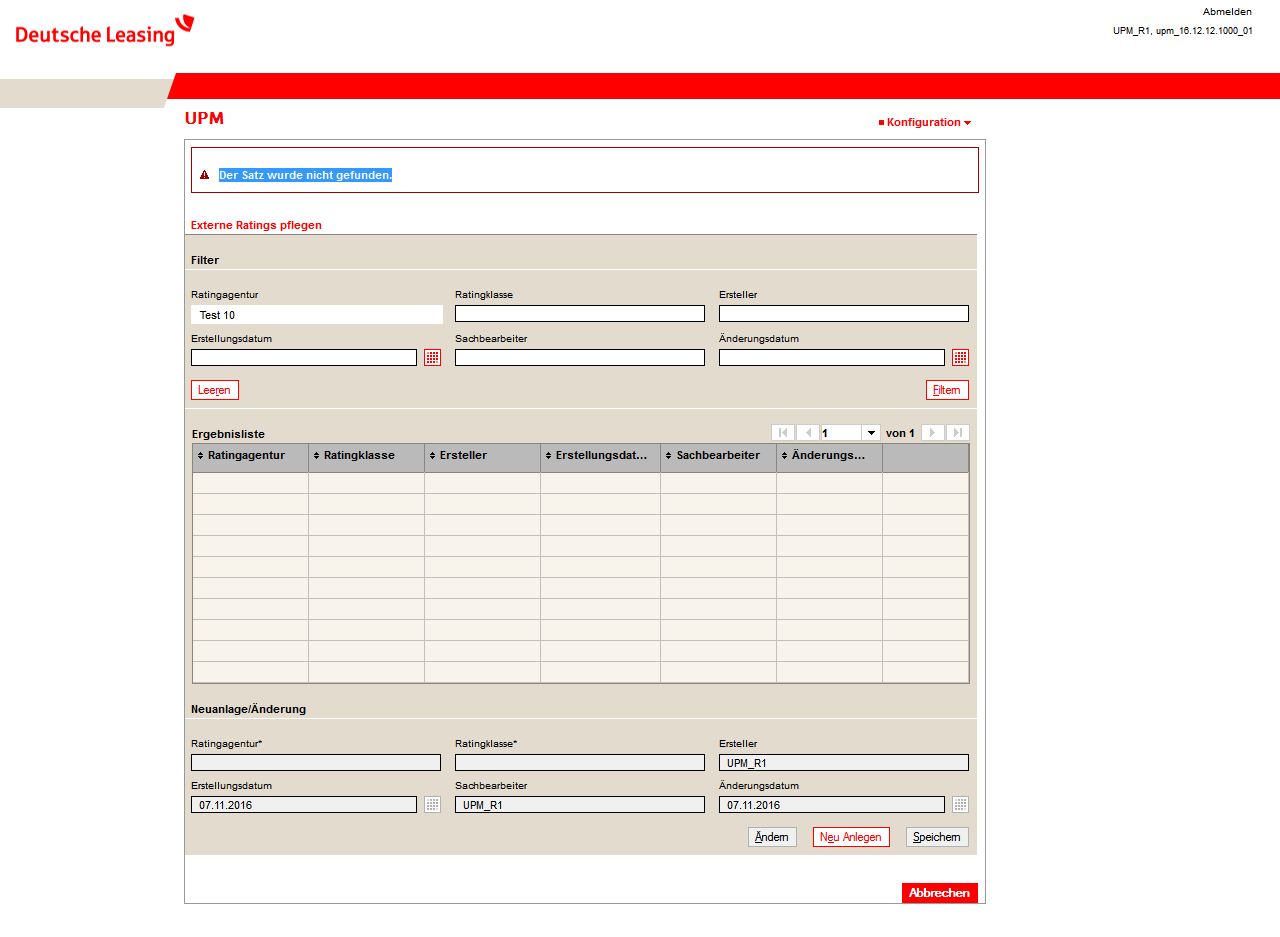 Deutsche Leasing
Abmelden
UPM_R1, upm_16.12.12.1000_01
UPM
Konfiguration
Der Satz wurde nicht gefunden.
Externe Ratings pflegen
Filter
Ratingagentur Ratingklasse Ersteller
Test 10
Erstellungsdatum Sachbearbeiter Änderungsdatum
Leeren Filtern
Ergebnisliste 1 von 1
Ratingagentur Ratingklasse Ersteller Erstellungsdat... Sachbearbeiter Änderungs...
Neuanlage/Änderung
Ratingagentur* Ratingklasse* Ersteller
UPM_R1
Erstellungsdatum Sachbearbeiter Änderungsdatum
07.11.2016 UPM_R1 07.11.2016
Ändern Neu Anlegen Speichern
Abbrechen